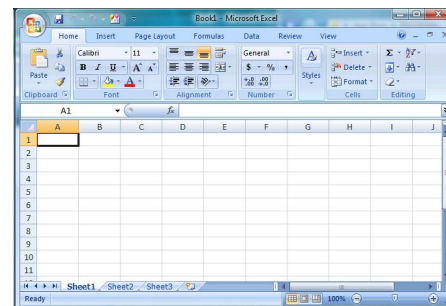 Book1 - Microsoft Excel
Home Insert Page Layout Formulas Data Review View
Calibri 11 General Insert Σ
Paste B I U A A $ % , Styles Delete
A Format
Clipboard Font Alignment Number Cells Editing
A1 fx
A B C D E F G H I J
1
2
3
4
5
6
7
8
9
10
11
Sheet1 Sheet2 Sheet3
Ready 100%